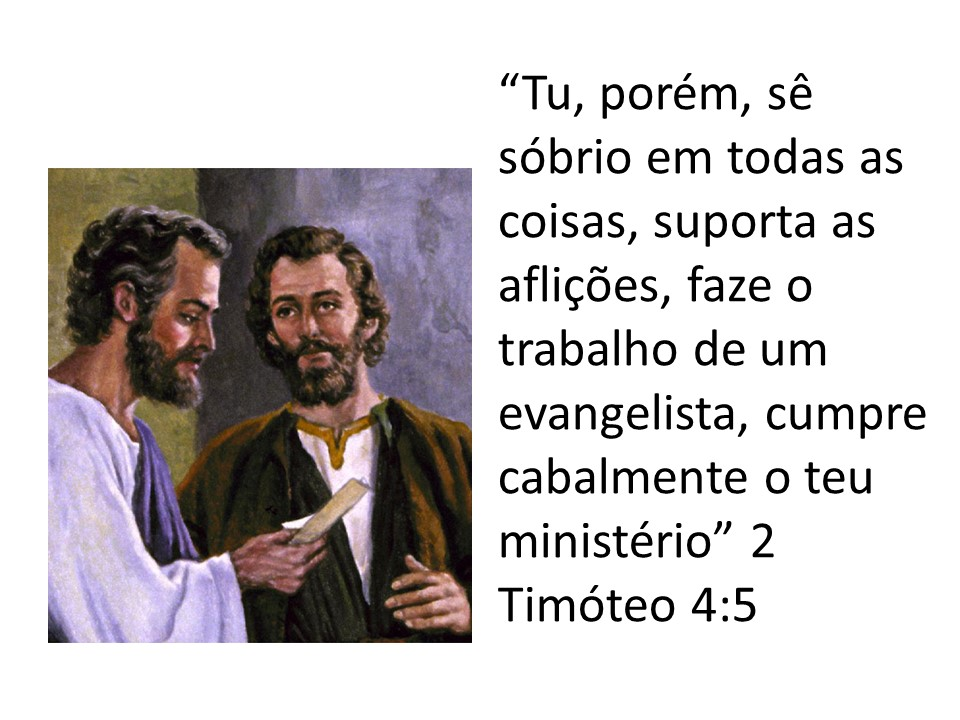 “Tu, porém, sê
sóbrio em todas as
coisas, suporta as
aflições, faze o
trabalho de um
evangelista, cumpre
cabalmente o teu
ministério” 2
Timóteo 4:5